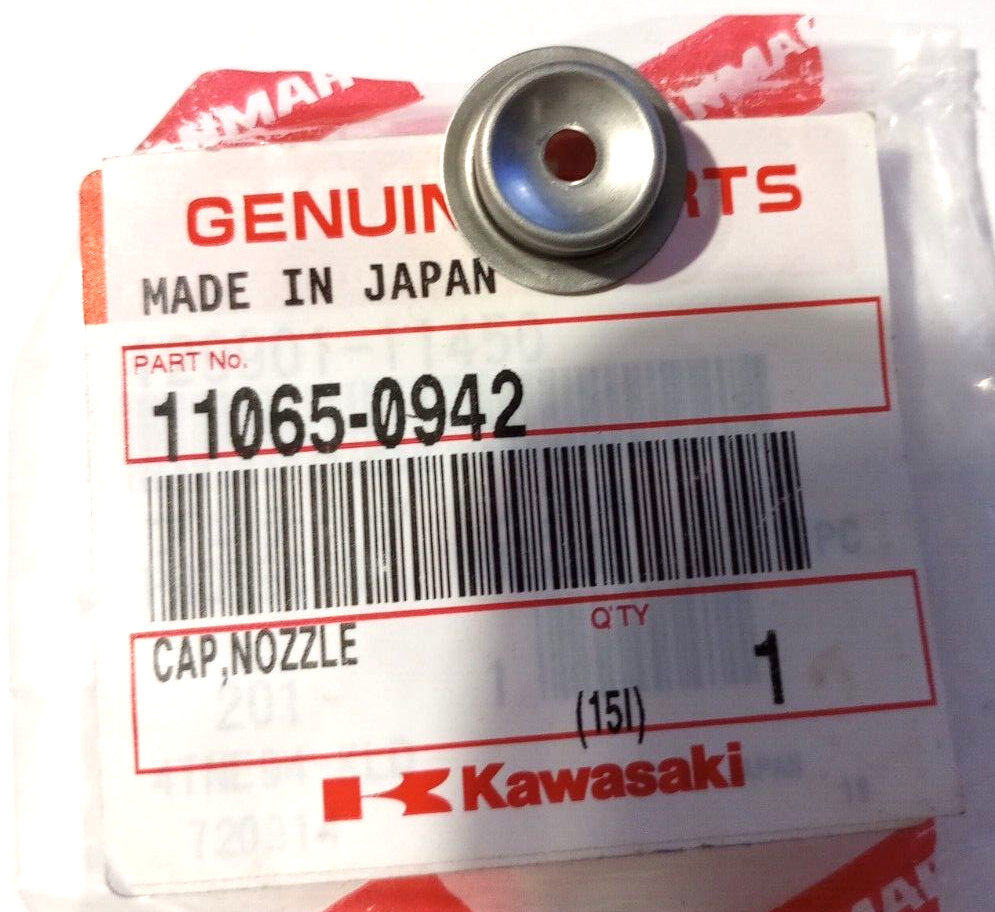 GENUIN RTS
MADE IN JAPAN
PART No.
11065-0942
CAP,NOZZLE
Q'TY
1
(15I)
Kawasaki